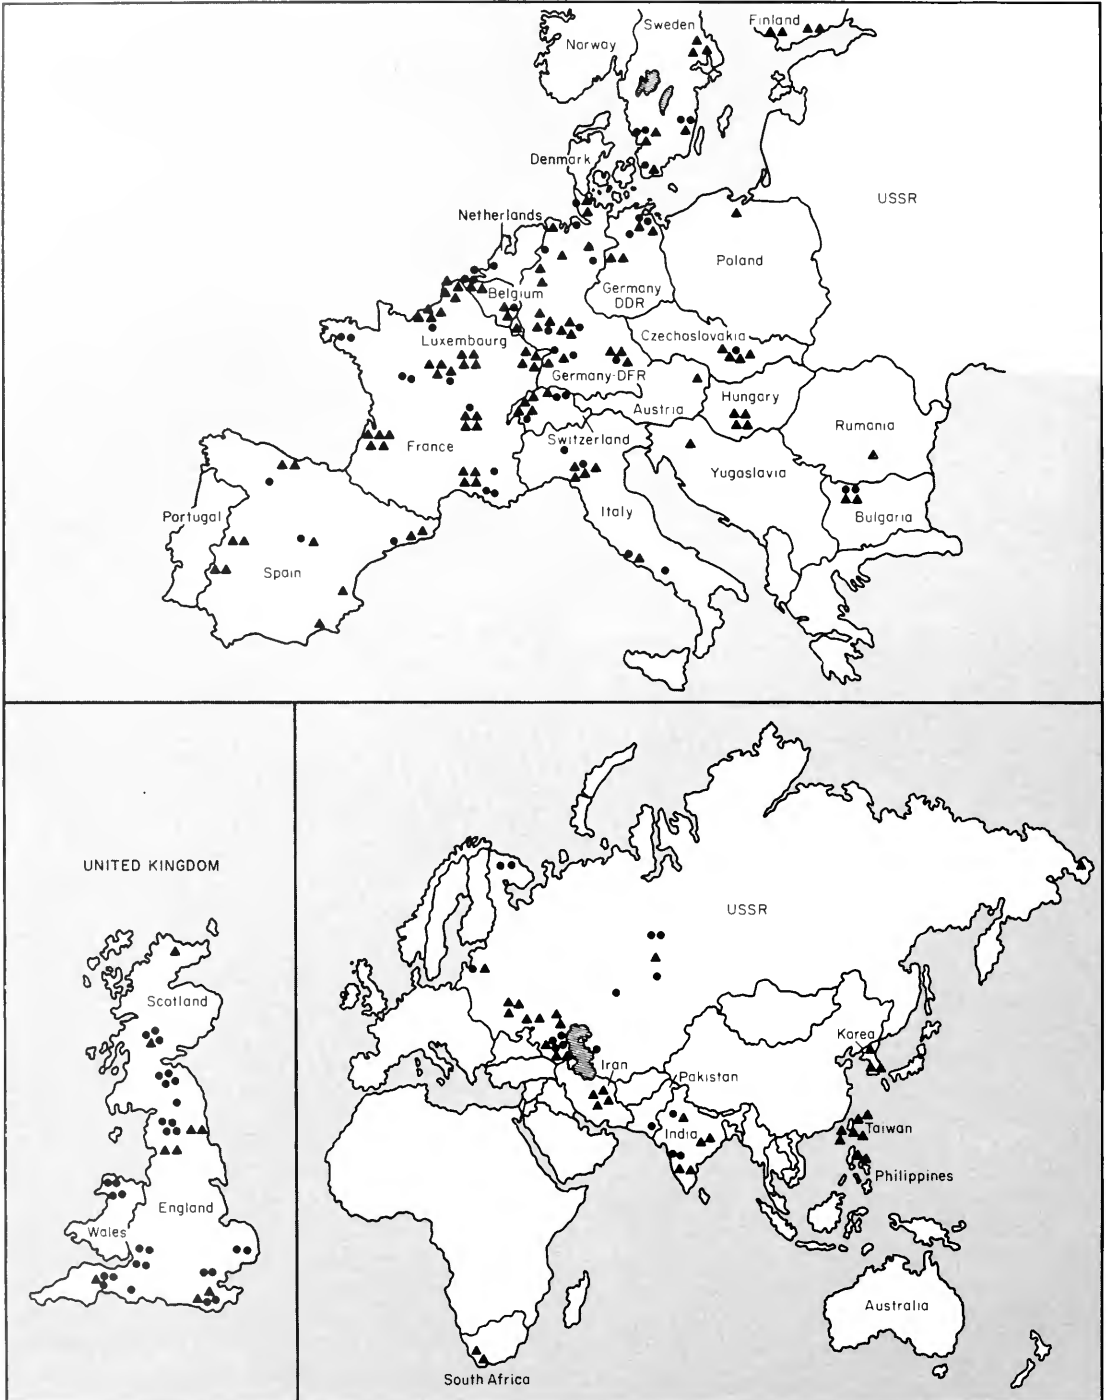 Sweden
Finland
Norway
Denmark
USSR
Netherlands
Poland
Belgium
Germany
DDR
Czechoslovakia
Luxembourg
Germany-DFR
Hungary
Austria
Rumania
Switzerland
France
Yugoslavia
Italy
Portugal
Bulgaria
Spain
UNITED KINGDOM
Scotland
England
Wales
USSR
Korea
Iran
Pakistan
India
Taiwan
Philippines
Australia
South Africa